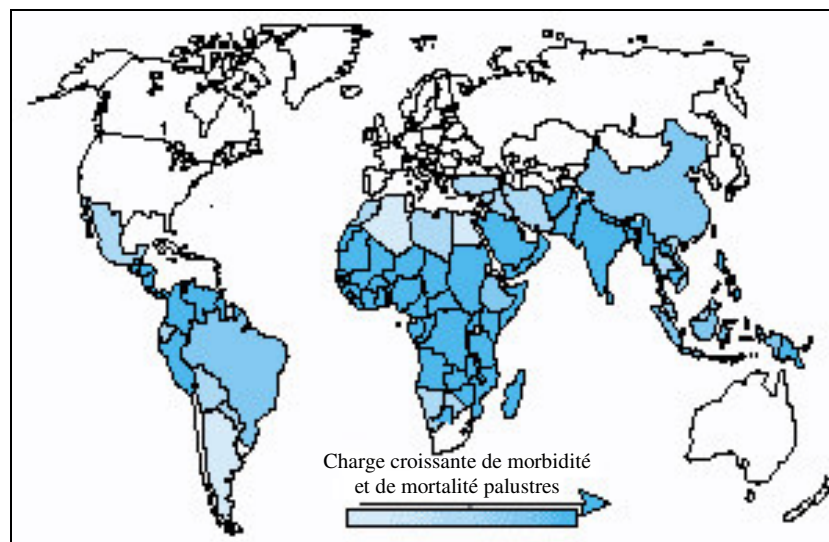 Charge croissante de morbidité
et de mortalité palustres